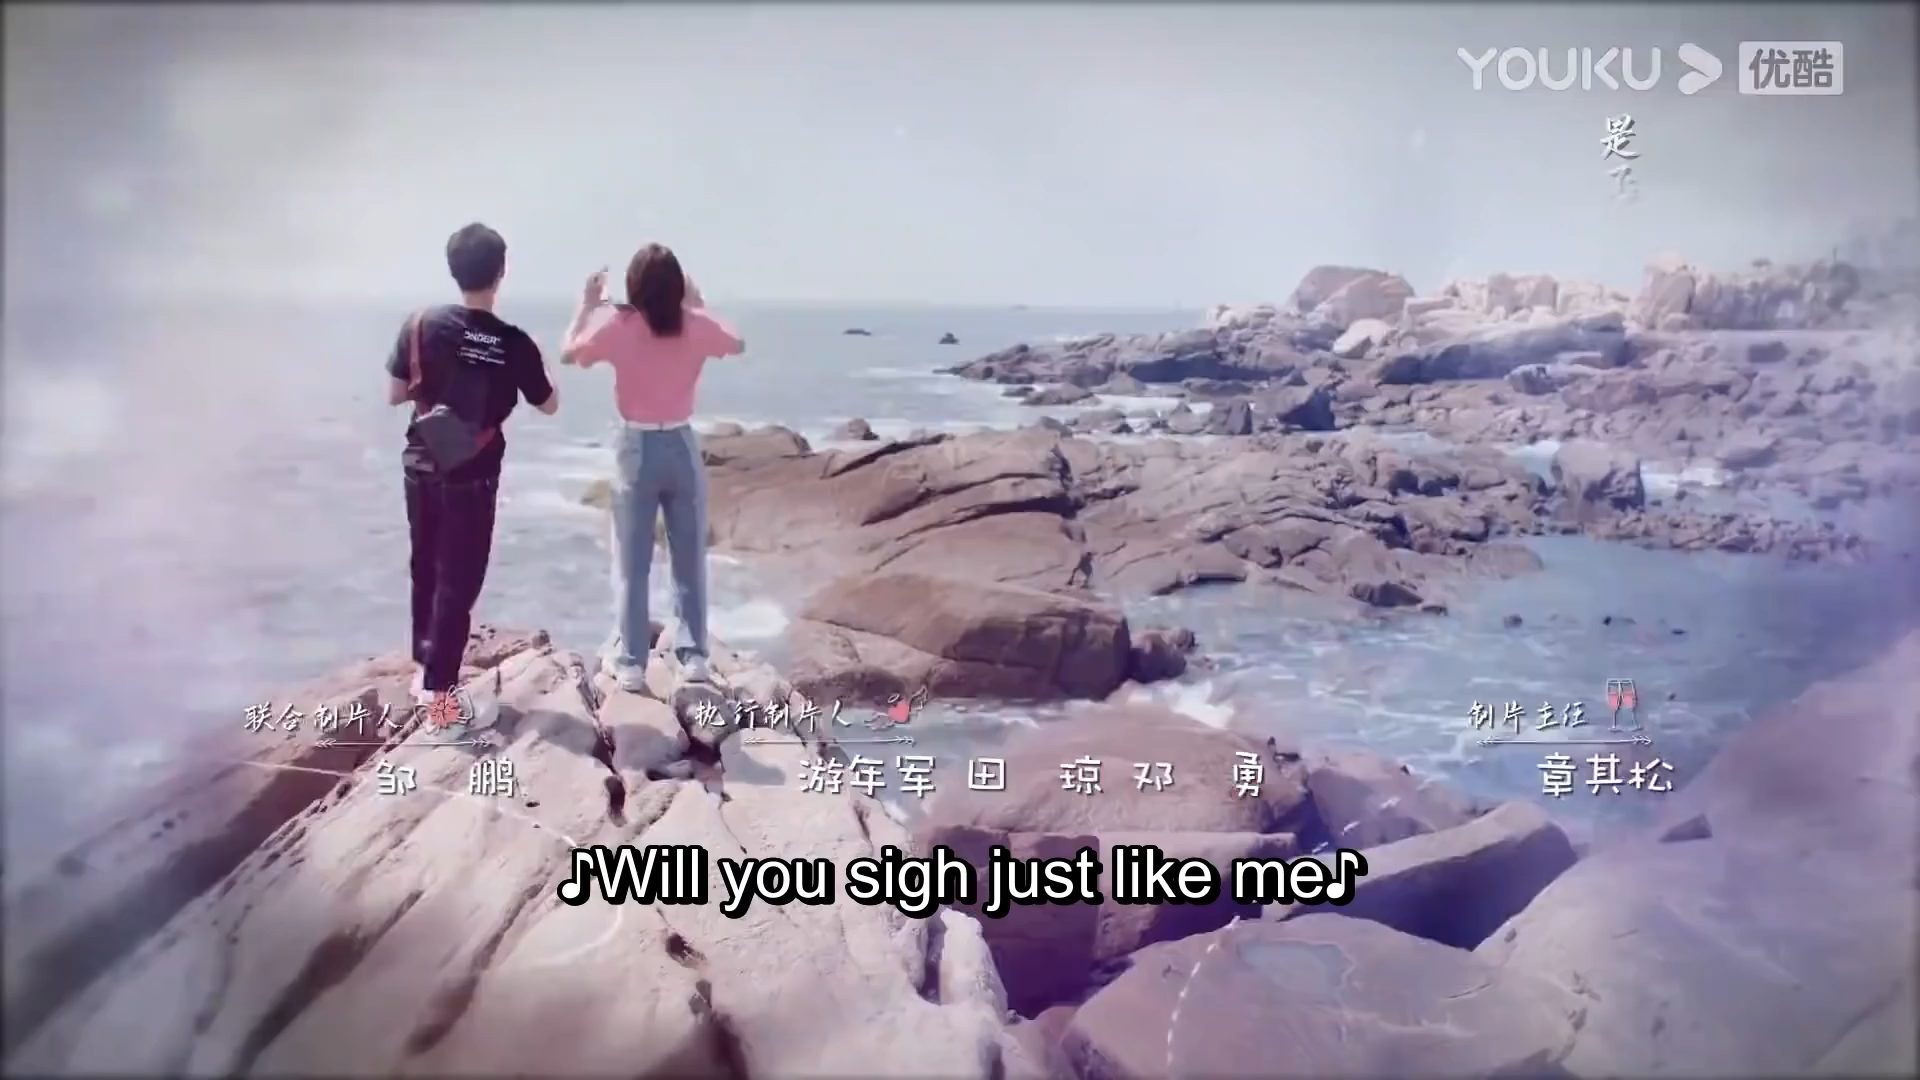 YOUKU 优酷
是
联合制片人
邹 鹏
执行制片人
游年军 田 琼 邓 勇
制片主任
章其松
♪Will you sigh just like me♪